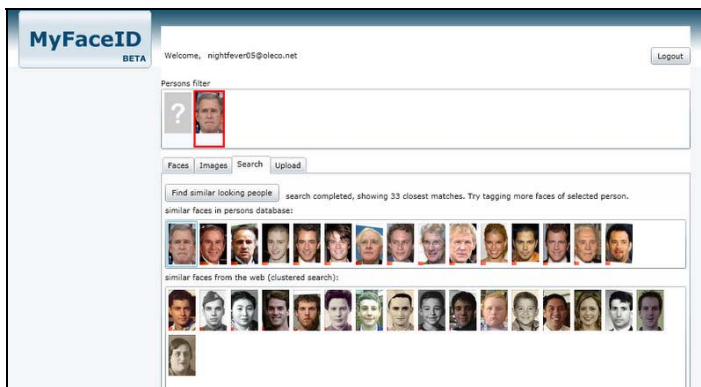 MyFaceID
BETA
Welcome, nightfever05@oleco.net
Logout
Persons filter
?
Faces Images Search Upload
Find similar looking people search completed, showing 33 closest matches. Try tagging more faces of selected person.
similar faces in persons database:
similar faces from the web (clustered search):